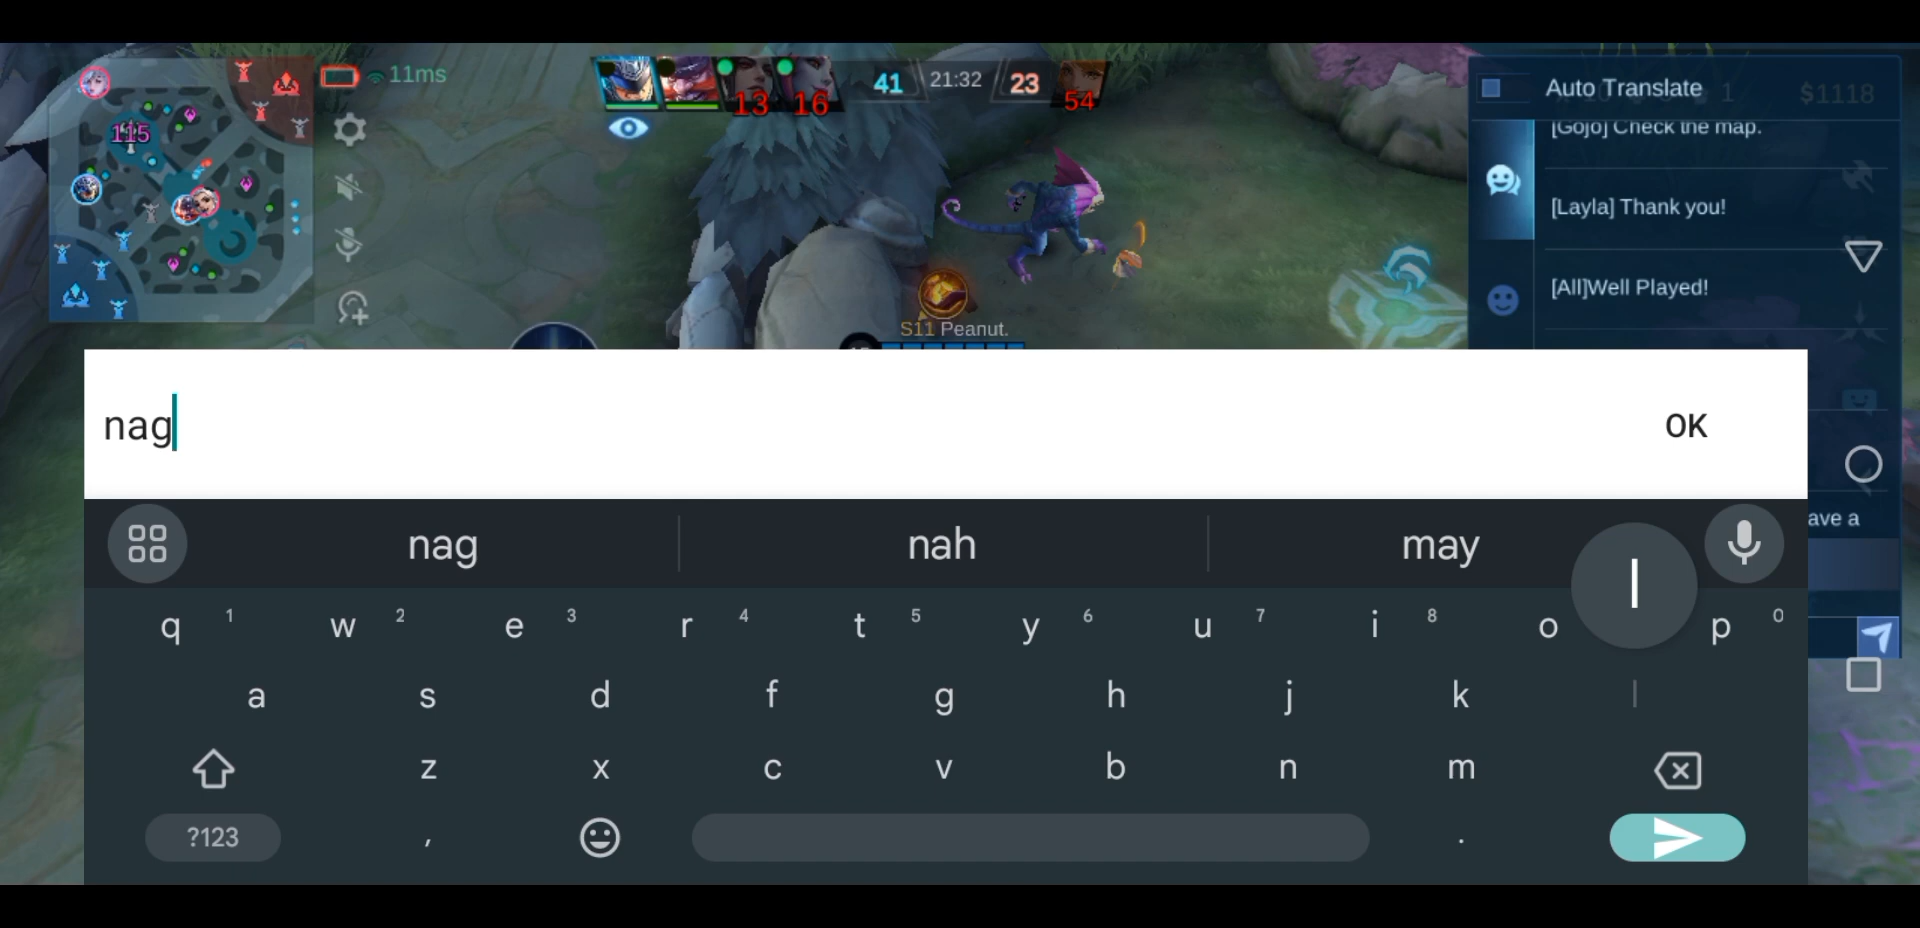 11ms
115
13
16
41
21:32
23
54
Auto Translate
1
$1118
[Gojo] Check the map.
[Layla] Thank you!
[All]Well Played!
S11 Peanut.
nag
OK
ave a
nag nah may
l
q 1 w 2 e 3 r 4 t 5 y 6 u 7 i 8 o p 0
a s d f g h j k l
z x c v b n m
?123 , .